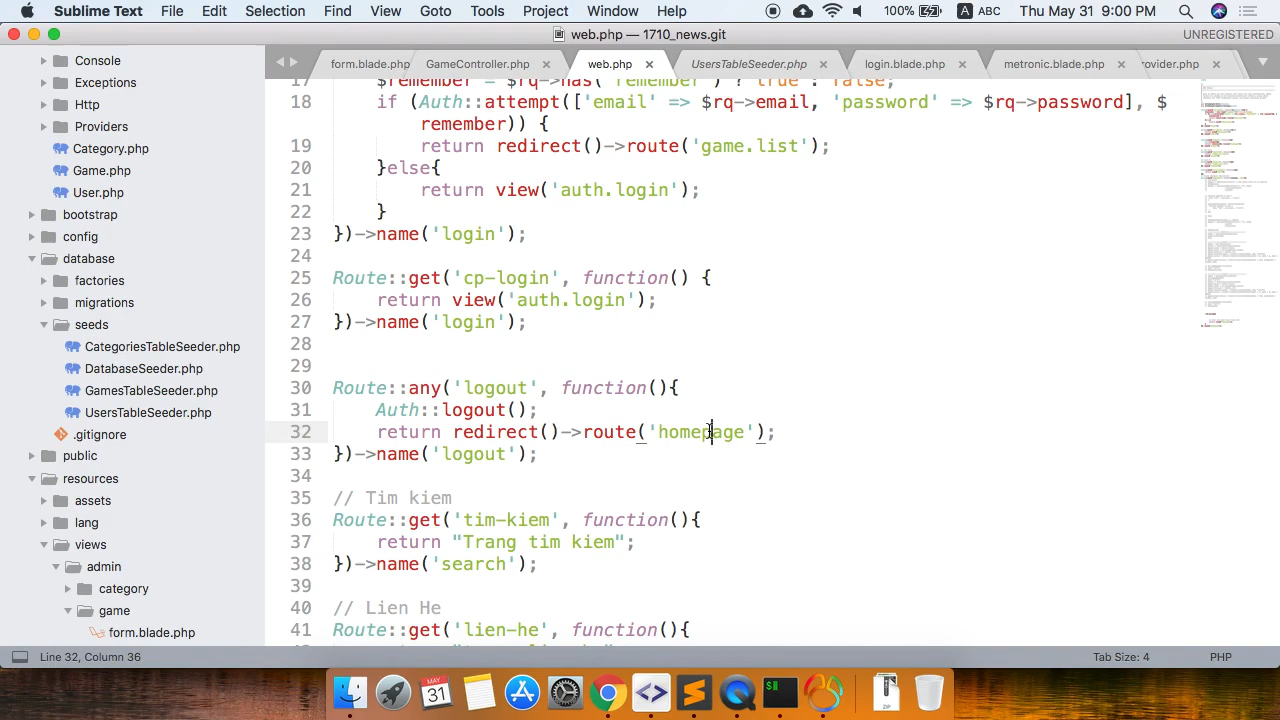 Sublime Text File Edit Selection Find View Goto Tools Project Window Help 100% A ABC Thu May 31 9:00 PM
web.php — 1710_news.git UNREGISTERED
form.blade.php GameController.php web.php UsersTableSeeder.php login.blade.php metronic.blade.php
Console
Exceptions
Http
Category.php
User.php
seeds
CategoriesTableSeeder.php
DatabaseSeeder.php
GamesTableSeeder.php
UsersTableSeeder.php
.gitignore
public
resources
assets
lang
views
admin
category
game
form.blade.php
17 $remember = $rq->has('remember') ? true : false;
18 if (Auth::attempt(['email' => $rq->email, 'password' => $rq->password], $
19 return redirect()->route('game.list');
20 }else
21 return view('auth.login');
22 }
23 })->name('login')
24
25 Route::get('cp-login', function() {
26 return view('auth.login');
27 })->name('login');
28
29
30 Route::any('logout', function(){
31 Auth::logout();
32 return redirect()->route('homepage');
33 })->name('logout');
34
35 // Tim kiem
36 Route::get('tim-kiem', function(){
37 return "Trang tim kiem";
38 })->name('search');
39
40 // Lien He
41 Route::get('lien-he', function(){
Line 32, Column 36 Tab Size: 4 PHP
MAY
31
ZIP